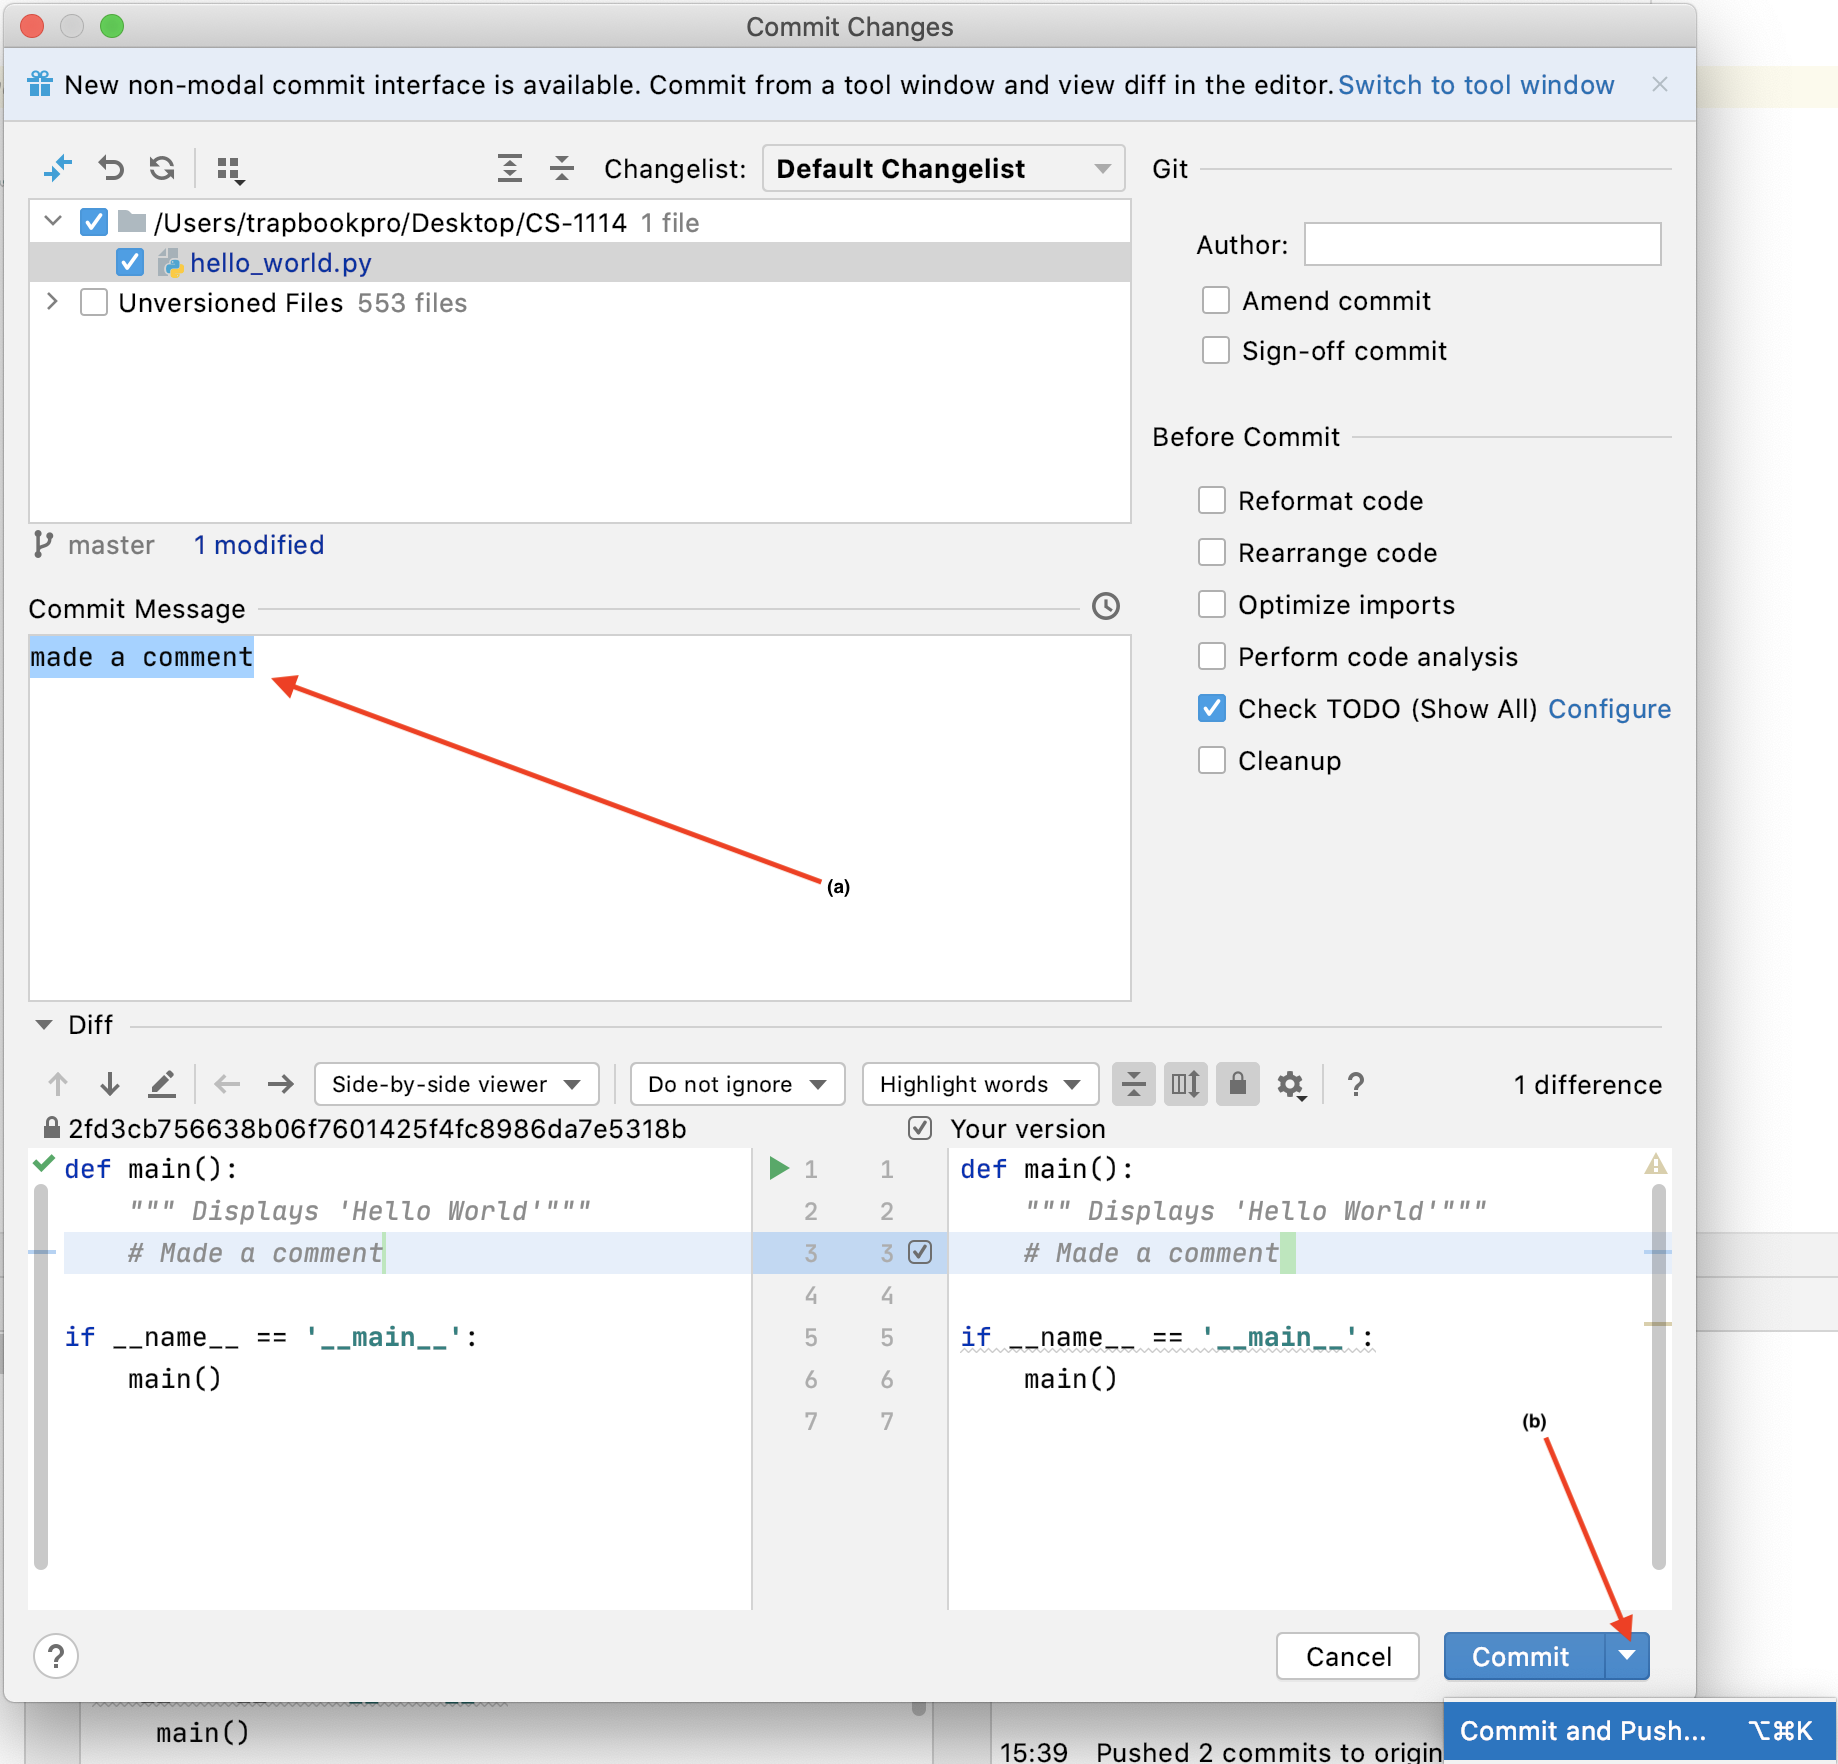 Commit Changes
New non-modal commit interface is available. Commit from a tool window and view diff in the editor. Switch to tool window
Changelist: Default Changelist
/Users/trapbookpro/Desktop/CS-1114 1 file
hello_world.py
Unversioned Files 553 files
master 1 modified
Git
Author:
Amend commit
Sign-off commit
Before Commit
Reformat code
Rearrange code
Optimize imports
Perform code analysis
Check TODO (Show All) Configure
Cleanup
Commit Message
made a comment
(a)
Diff
Side-by-side viewer Do not ignore Highlight words ? 1 difference
2fd3cb756638b06f7601425f4fc8986da7e5318b Your version
def main(): 1 1 def main():
""" Displays 'Hello World'""" 2 2 """ Displays 'Hello World'"""
# Made a comment 3 3 # Made a comment
4 4
if __name__ == '__main__': 5 5 if __name__ == '__main__':
main() 6 6 main()
7 7
(b)
? Cancel Commit
Commit and Push... ⌥⌘K
main()
15:39 Pushed 2 commits to origin